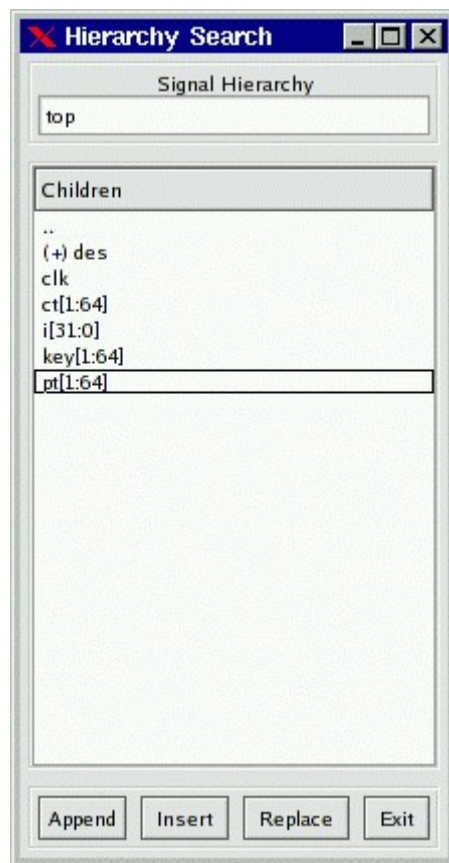 Hierarchy Search
Signal Hierarchy
top
Children
..
(+) des
clk
ct[1:64]
i[31:0]
key[1:64]
pt[1:64]
Append Insert Replace Exit